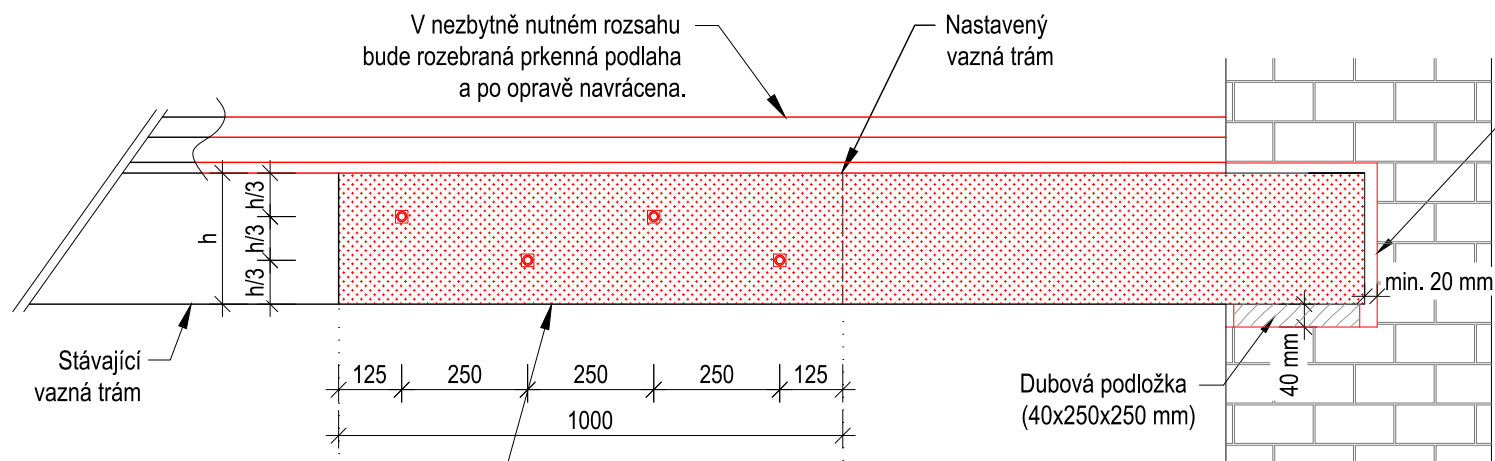 V nezbytně nutném rozsahu
bude rozebraná prkenná podlaha
a po opravě navrácena.
Nastavený
vazná trám
h
h/3
h/3
h/3
min. 20 mm
Stávající
vazná trám
125
250
250
250
125
1000
Dubová podložka
(40x250x250 mm)
40 mm